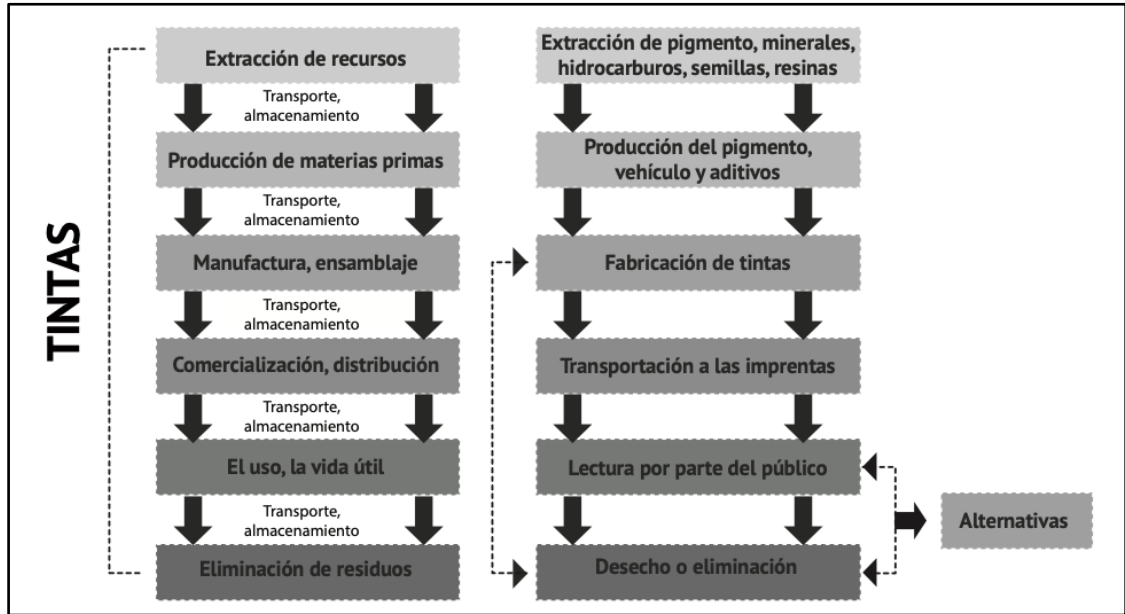 TINTAS
Extracción de recursos
Transporte,
almacenamiento
Producción de materias primas
Transporte,
almacenamiento
Manufactura, ensamblaje
Transporte,
almacenamiento
Comercialización, distribución
Transporte,
almacenamiento
El uso, la vida útil
Transporte,
almacenamiento
Eliminación de residuos
Extracción de pigmento, minerales,
hidrocarburos, semillas, resinas
Producción del pigmento,
vehículo y aditivos
Fabricación de tintas
Transportación a las imprentas
Lectura por parte del público
Desecho o eliminación
Alternativas